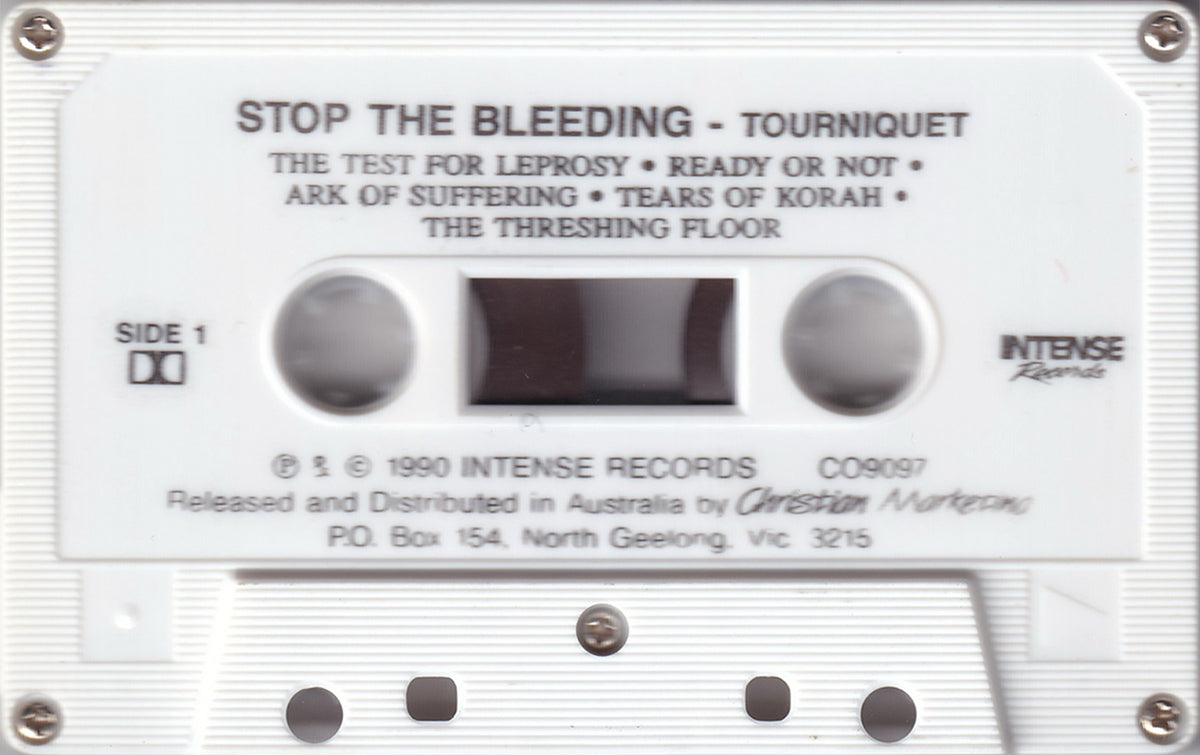 STOP THE BLEEDING - TOURNIQUET
THE TEST FOR LEPROSY • READY OR NOT •
ARK OF SUFFERING • TEARS OF KORAH •
THE THRESHING FLOOR
SIDE 1
INTENSE
Records
℗ & © 1990 INTENSE RECORDS CO9097
Released and Distributed in Australia by Christian Marketing
P.O. Box 154, North Geelong, Vic 3215